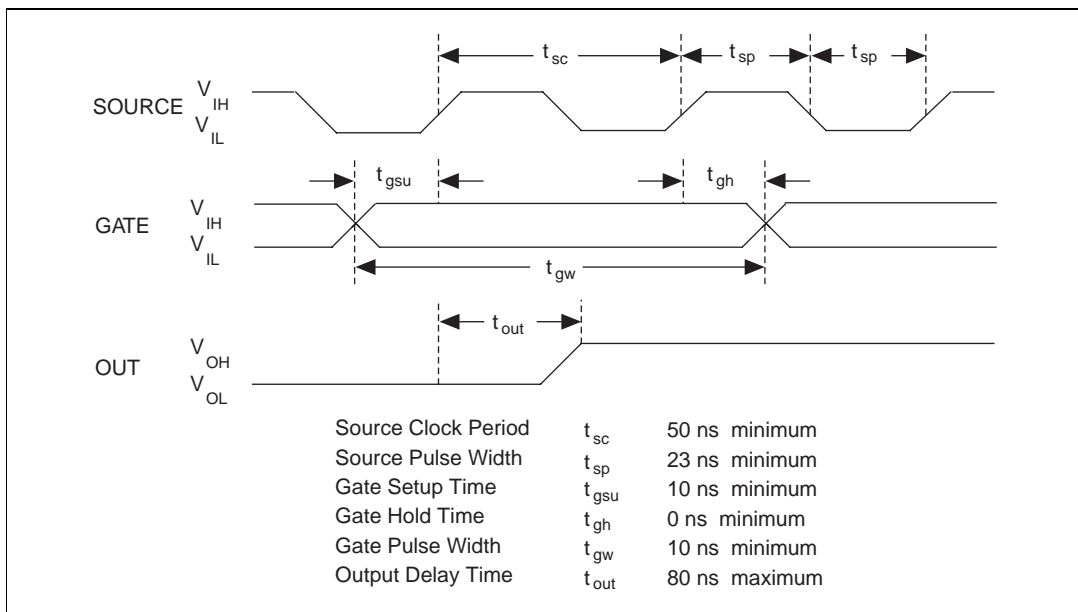 t sc t sp t sp
SOURCE V IH
V IL
t gsu t gh
GATE V IH
V IL
t gw
t out
OUT V OH
V OL
Source Clock Period t sc 50 ns minimum
Source Pulse Width t sp 23 ns minimum
Gate Setup Time t gsu 10 ns minimum
Gate Hold Time t gh 0 ns minimum
Gate Pulse Width t gw 10 ns minimum
Output Delay Time t out 80 ns maximum